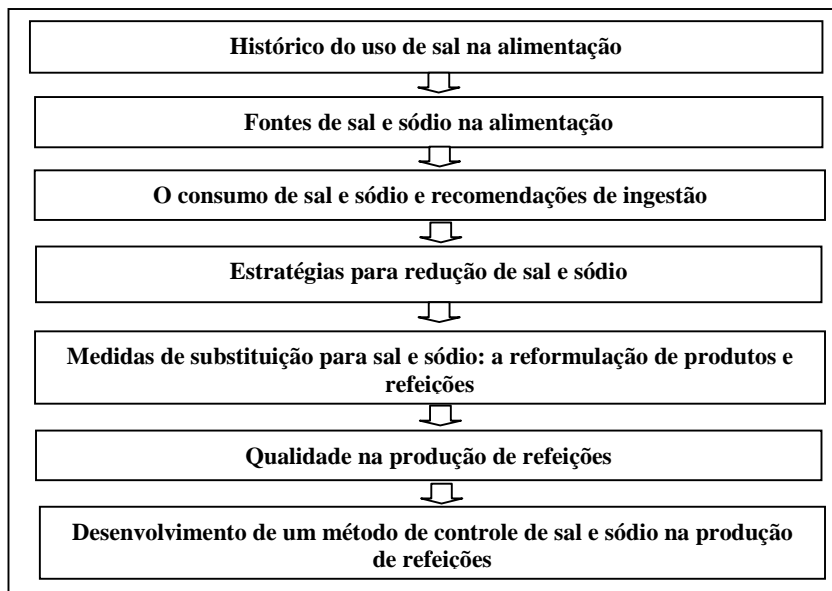 Histórico do uso de sal na alimentação
Fontes de sal e sódio na alimentação
O consumo de sal e sódio e recomendações de ingestão
Estratégias para redução de sal e sódio
Medidas de substituição para sal e sódio: a reformulação de produtos e
refeições
Qualidade na produção de refeições
Desenvolvimento de um método de controle de sal e sódio na produção
de refeições